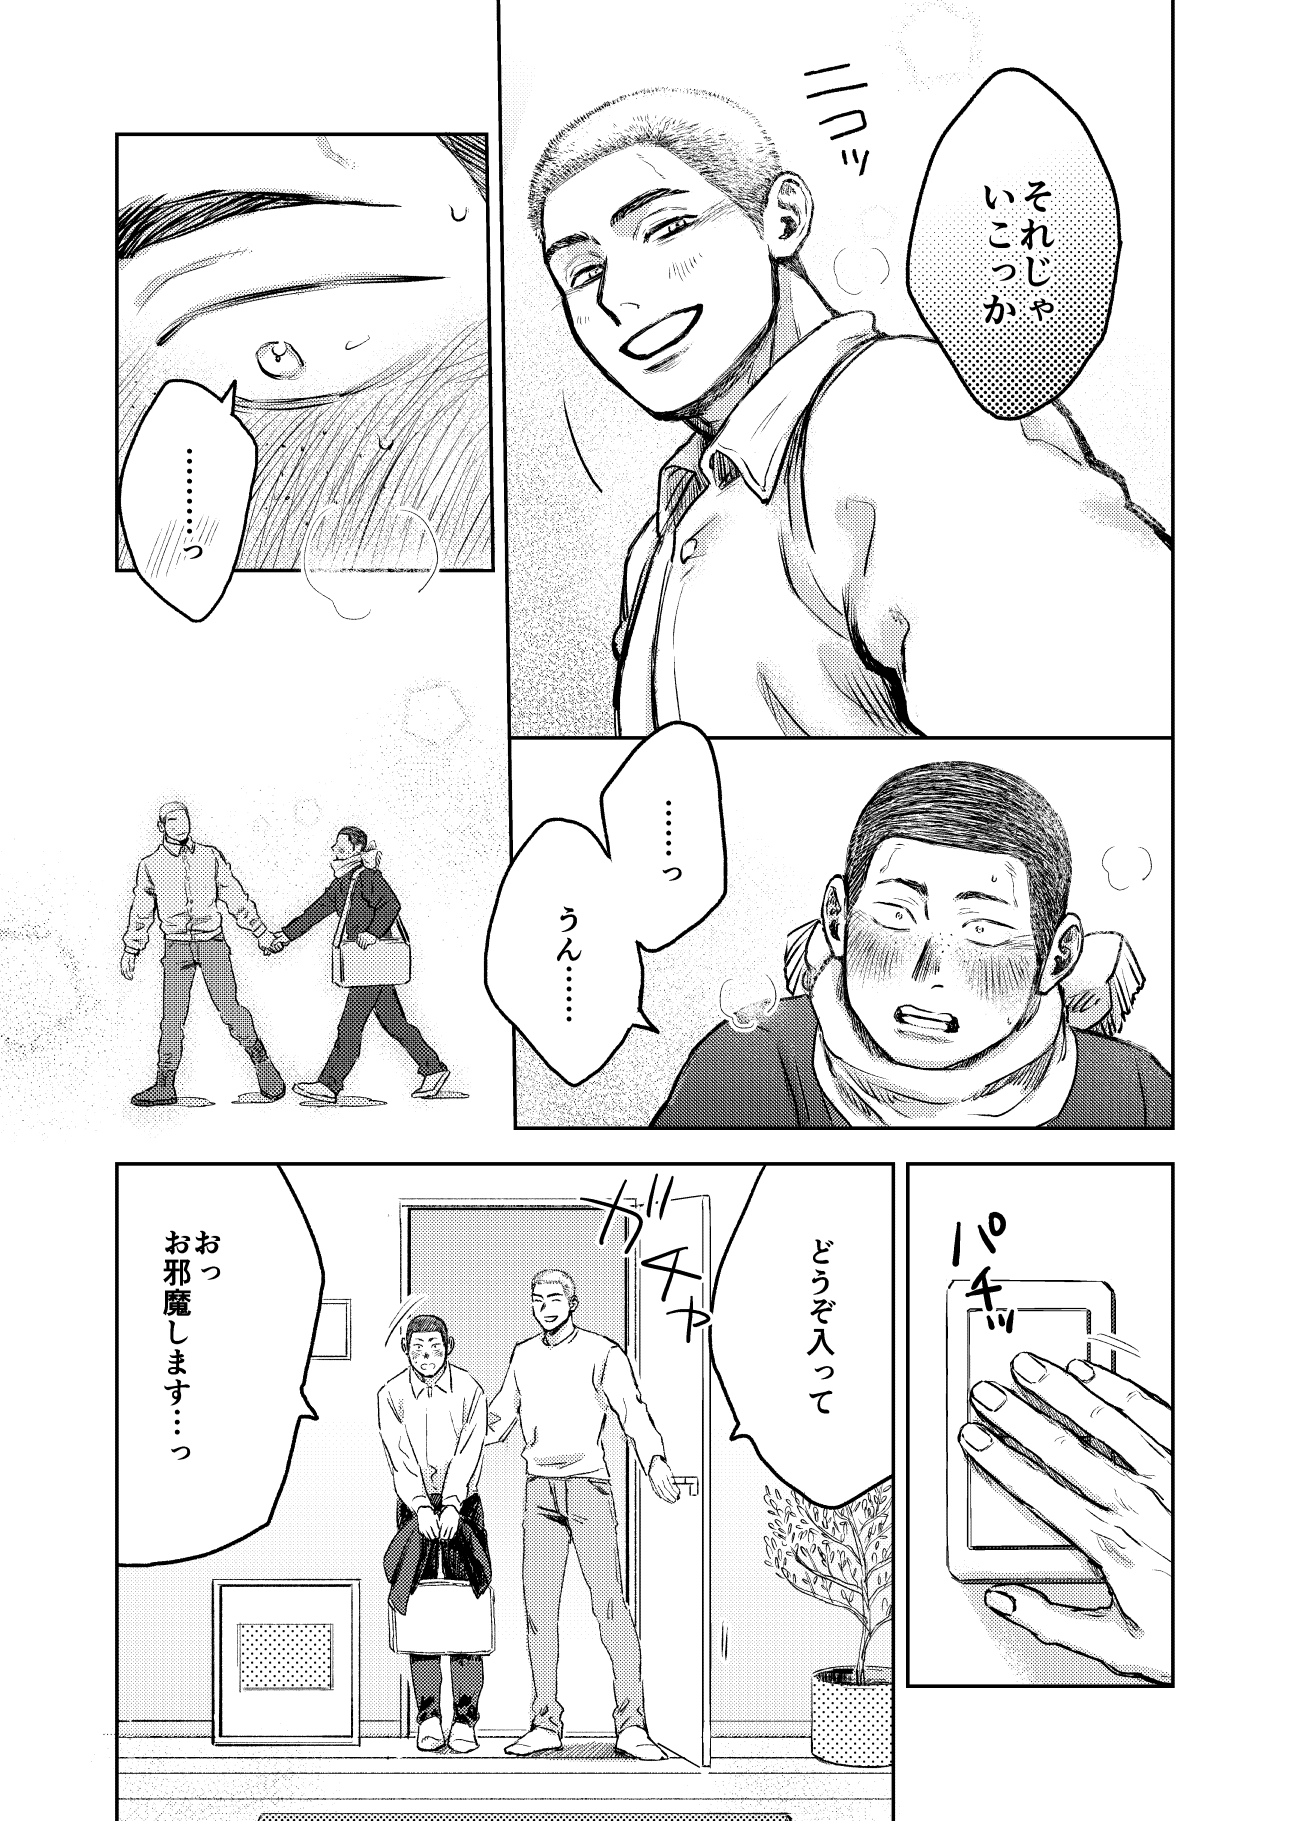 ニコッ
それじゃ
いこっか
………っ
……っ
うん……
パチッ
どうぞ入って
ガチャ
おっ
お邪魔します…っ